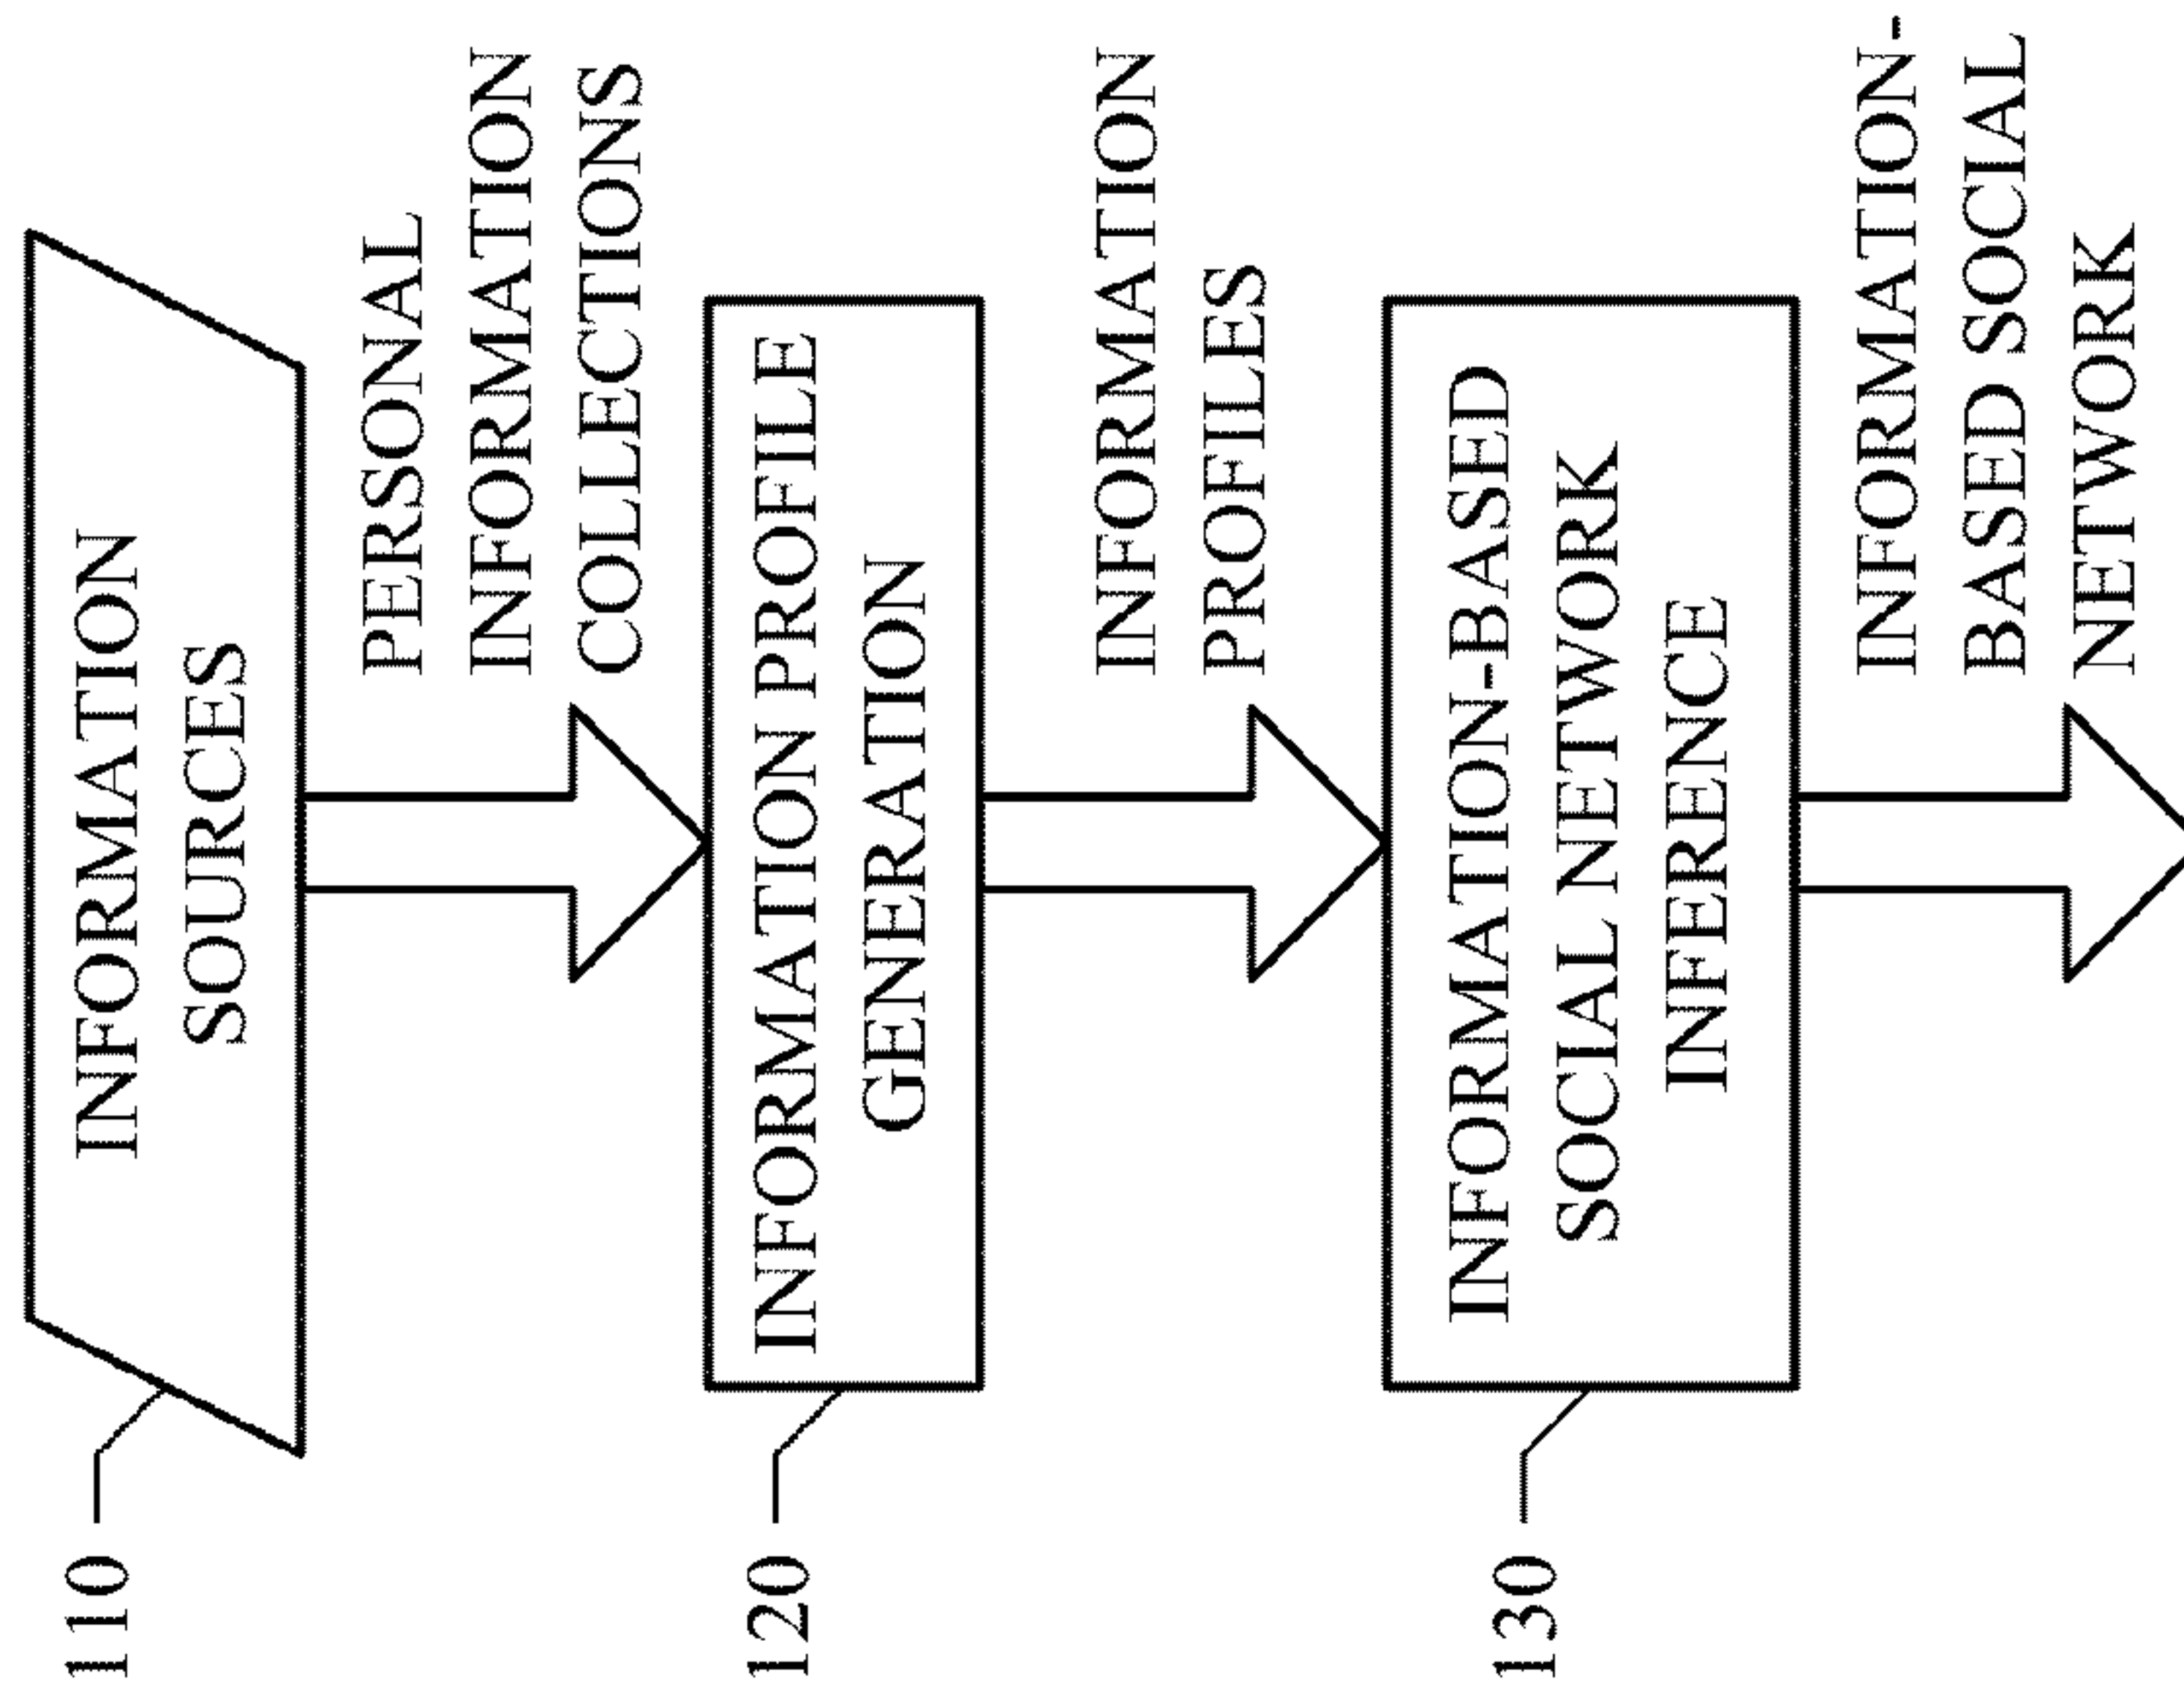 110
INFORMATION
SOURCES
PERSONAL
INFORMATION
COLLECTIONS
120
INFORMATION PROFILE
GENERATION
INFORMATION
PROFILES
130
INFORMATION-BASED
SOCIAL NETWORK
INFERENCE
INFORMATION-
BASED SOCIAL
NETWORK